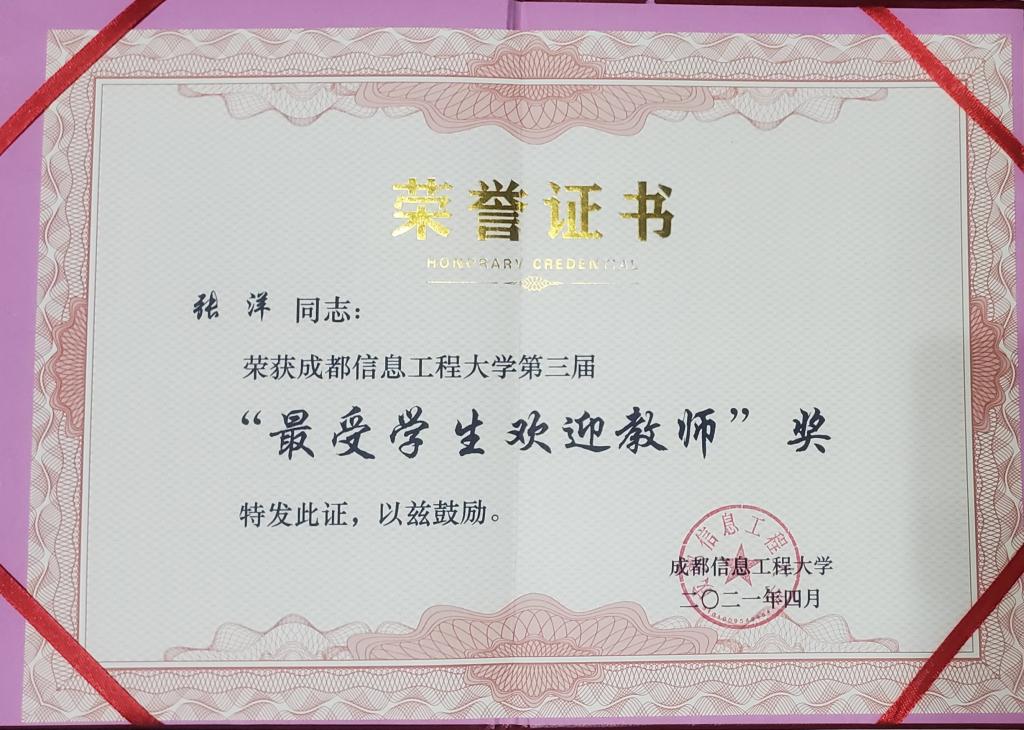 荣誉证书
HONORARY CREDENTIAL
张 洋 同志：
荣获成都信息工程大学第三届
“最受学生欢迎教师”奖
特发此证，以兹鼓励。
成都信息工程大学
二〇二一年四月